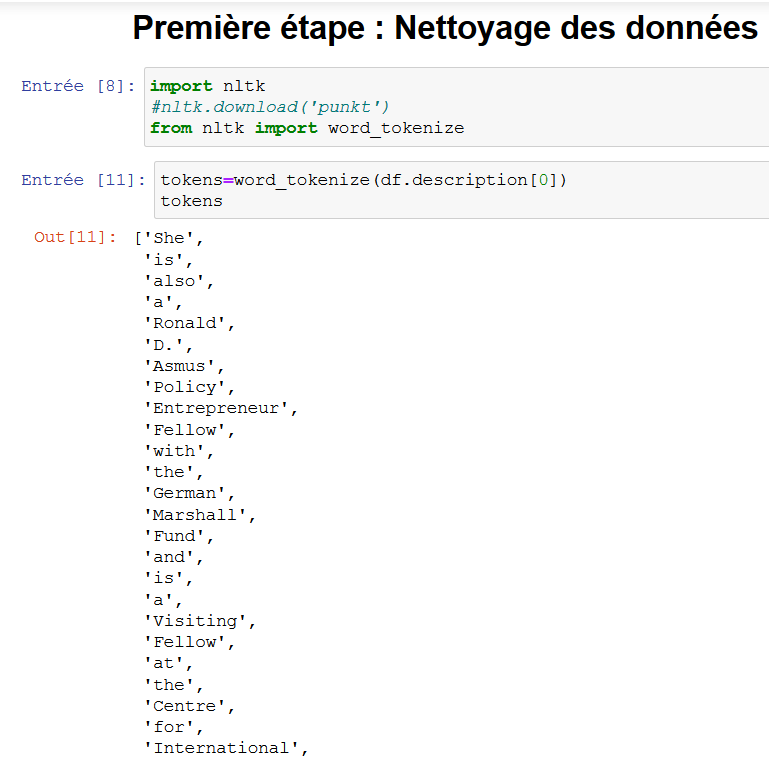 Première étape : Nettoyage des données
Entrée [8]: import nltk
#nltk.download('punkt')
from nltk import word_tokenize
Entrée [11]: tokens=word_tokenize(df.description[0])
tokens
Out[11]: ['She',
'is',
'also',
'a',
'Ronald',
'D.',
'Asmus',
'Policy',
'Entrepreneur',
'Fellow',
'with',
'the',
'German',
'Marshall',
'Fund',
'and',
'is',
'a',
'Visiting',
'Fellow',
'at',
'the',
'Centre',
'for',
'International',